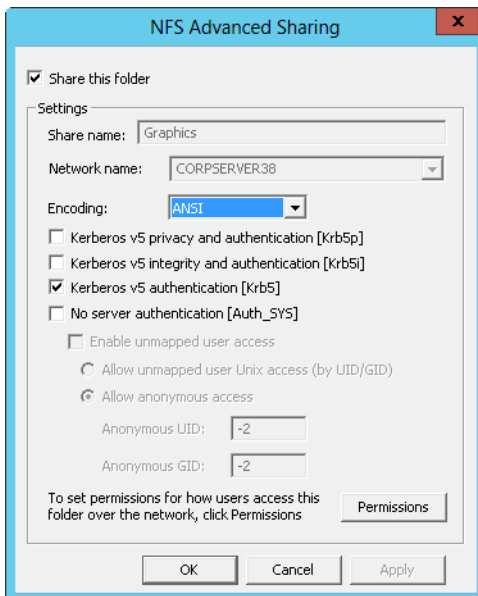 NFS Advanced Sharing
x
Share this folder
Settings
Share name: Graphics
Network name: CORPSERVER38
Encoding: ANSI
Kerberos v5 privacy and authentication [Krb5p]
Kerberos v5 integrity and authentication [Krb5i]
Kerberos v5 authentication [Krb5]
No server authentication [Auth_SYS]
Enable unmapped user access
Allow unmapped user Unix access (by UID/GID)
Allow anonymous access
Anonymous UID: -2
Anonymous GID: -2
To set permissions for how users access this
folder over the network, click Permissions
Permissions
OK Cancel Apply